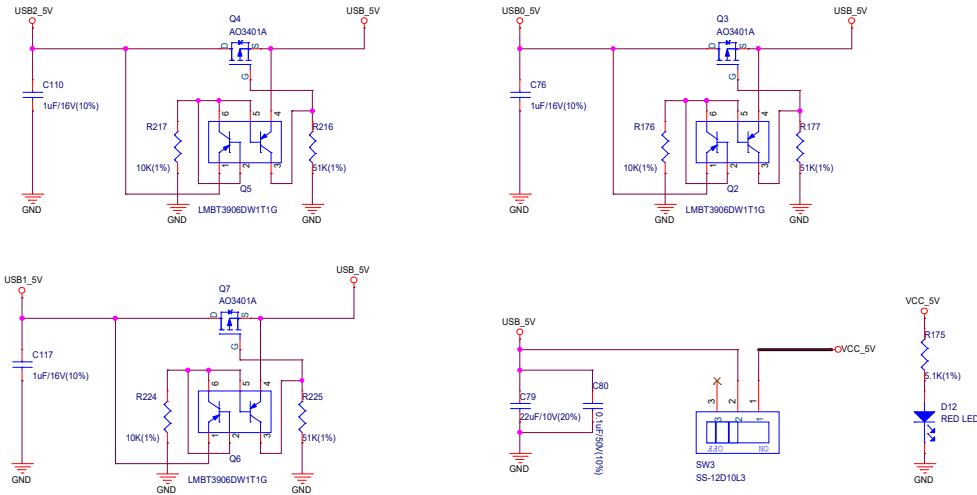 USB2_5V
USB_5V
Q4
AO3401A
D
S
G
C110
1uF/16V(10%)
6
5
4
R217
R216
10K(1%)
51K(1%)
1
2
3
Q5
LMBT3906DW1T1G
GND
GND
GND
USB0_5V
USB_5V
Q3
AO3401A
D
S
G
C76
1uF/16V(10%)
6
5
4
R176
R177
10K(1%)
51K(1%)
1
2
3
Q2
LMBT3906DW1T1G
GND
GND
GND
USB1_5V
USB_5V
Q7
AO3401A
D
S
G
C117
1uF/16V(10%)
6
5
4
R224
R225
10K(1%)
51K(1%)
1
2
3
Q6
LMBT3906DW1T1G
GND
GND
GND
USB_5V
VCC_5V
C79
22uF/10V(20%)
C80
0.1uF/50V(10%)
3
2
1
3
2
1
OFF
ON
SW3
SS-12D10L3
GND
VCC_5V
R175
5.1K(1%)
D12
RED LED
GND